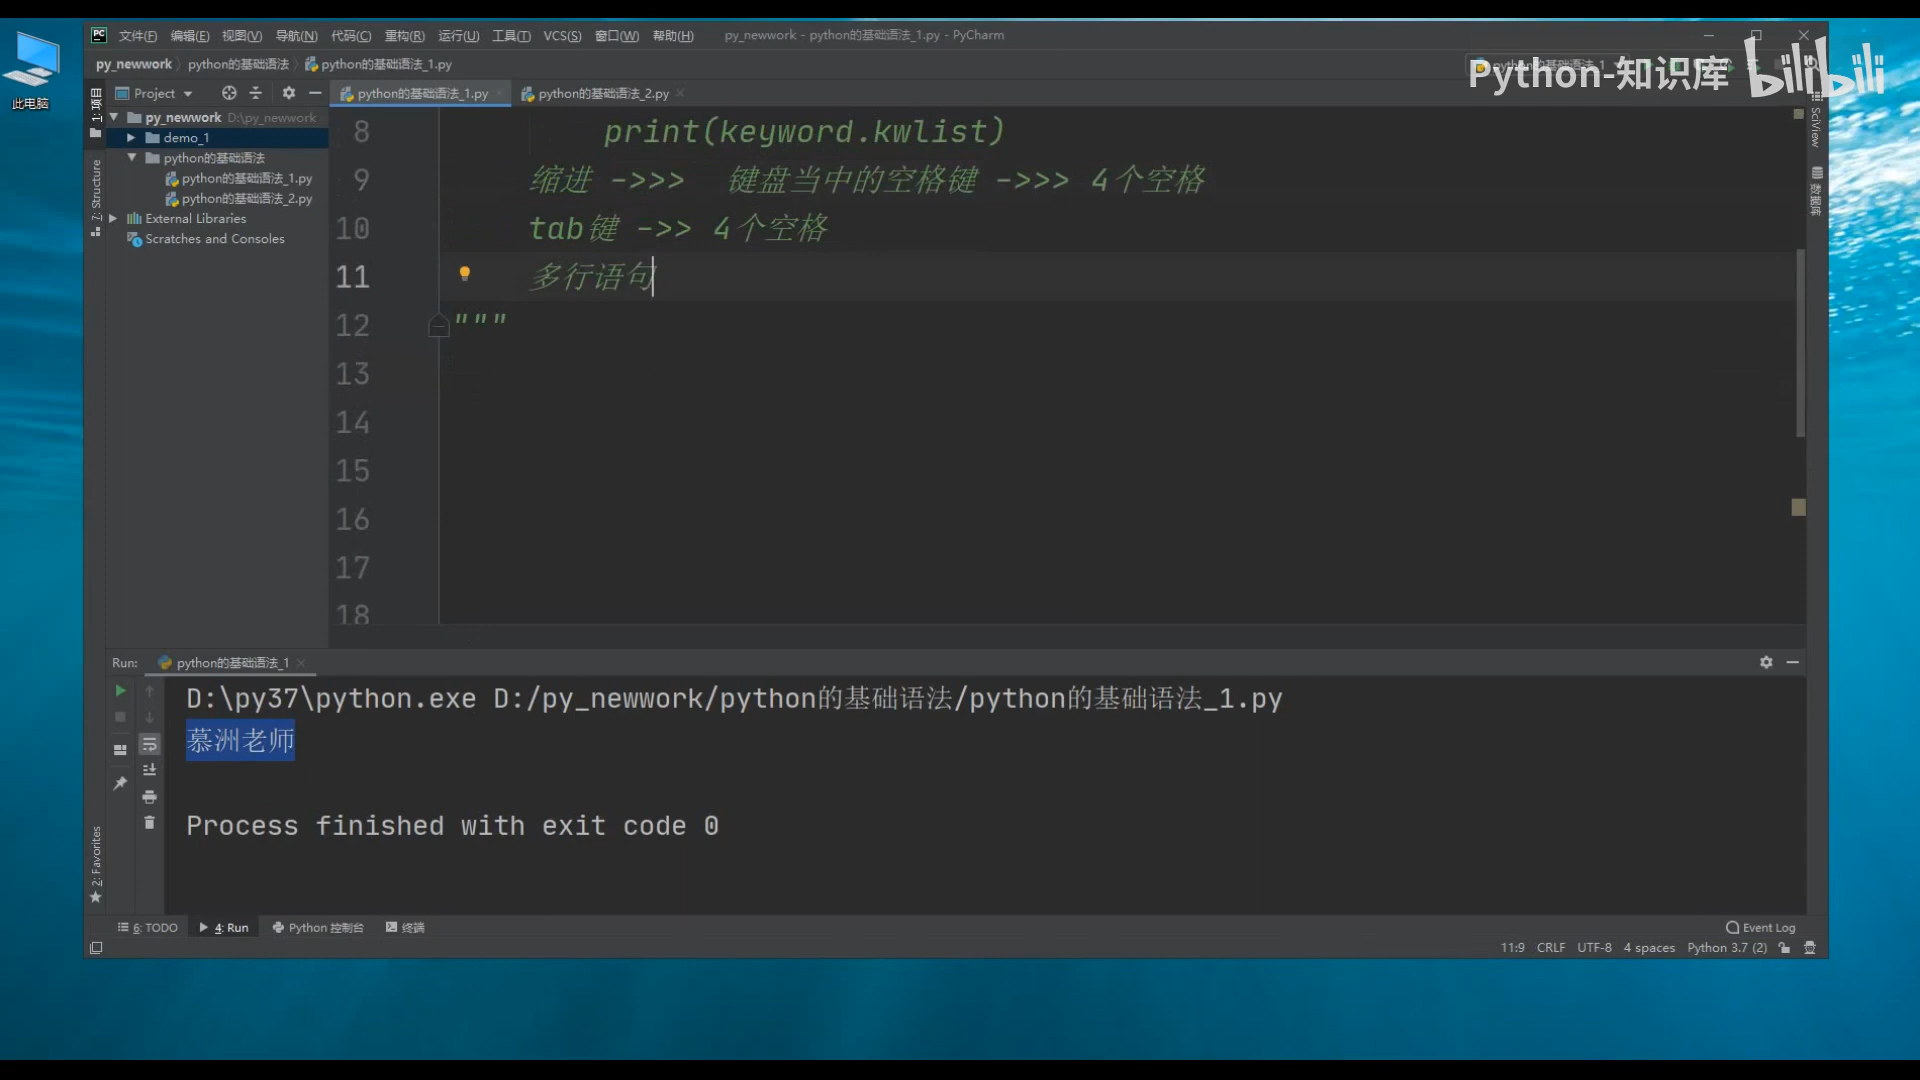 此电脑
文件(F) 编辑(E) 视图(V) 导航(N) 代码(C) 重构(R) 运行(U) 工具(T) VCS(S) 窗口(W) 帮助(H) py_newwork - python的基础语法_1.py - PyCharm
py_newwork python的基础语法 python的基础语法_1.py
Python-知识库 bilibili
Project
python的基础语法_1.py python的基础语法_2.py
1: 项目
7: Structure
2: Favorites
py_newwork D:\py_newwork
demo_1
python的基础语法
python的基础语法_1.py
python的基础语法_2.py
External Libraries
Scratches and Consoles
8 print(keyword.kwlist)
9 缩进 ->>> 键盘当中的空格键 ->>> 4个空格
10 tab键 ->> 4个空格
11 多行语句
12 """
13
14
15
16
17
18
SciView
数据库
Run: python的基础语法_1
D:\py37\python.exe D:/py_newwork/python的基础语法/python的基础语法_1.py
慕洲老师
Process finished with exit code 0
6: TODO 4: Run Python 控制台 终端 Event Log
11:9 CRLF UTF-8 4 spaces Python 3.7 (2)